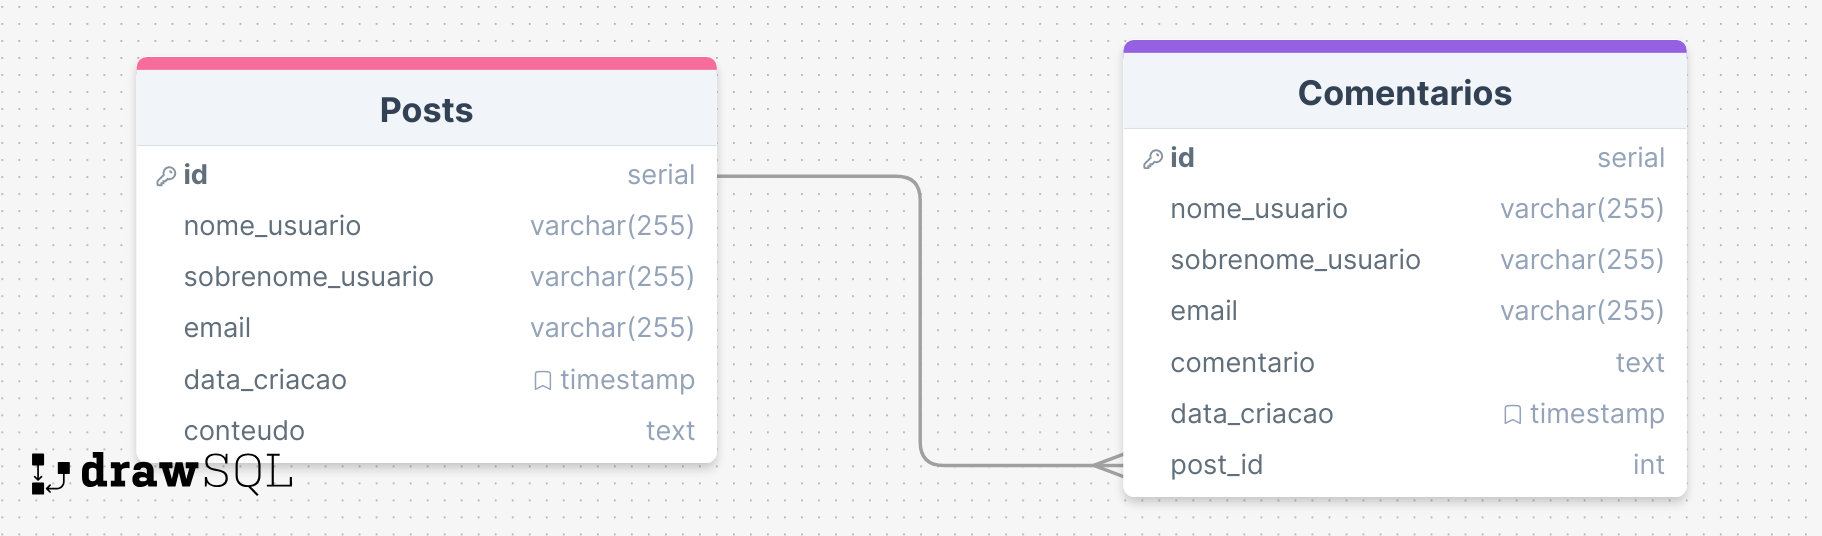 Posts
id serial
nome_usuario varchar(255)
sobrenome_usuario varchar(255)
email varchar(255)
data_criacao timestamp
conteudo text
drawSQL
Comentarios
id serial
nome_usuario varchar(255)
sobrenome_usuario varchar(255)
email varchar(255)
comentario text
data_criacao timestamp
post_id int